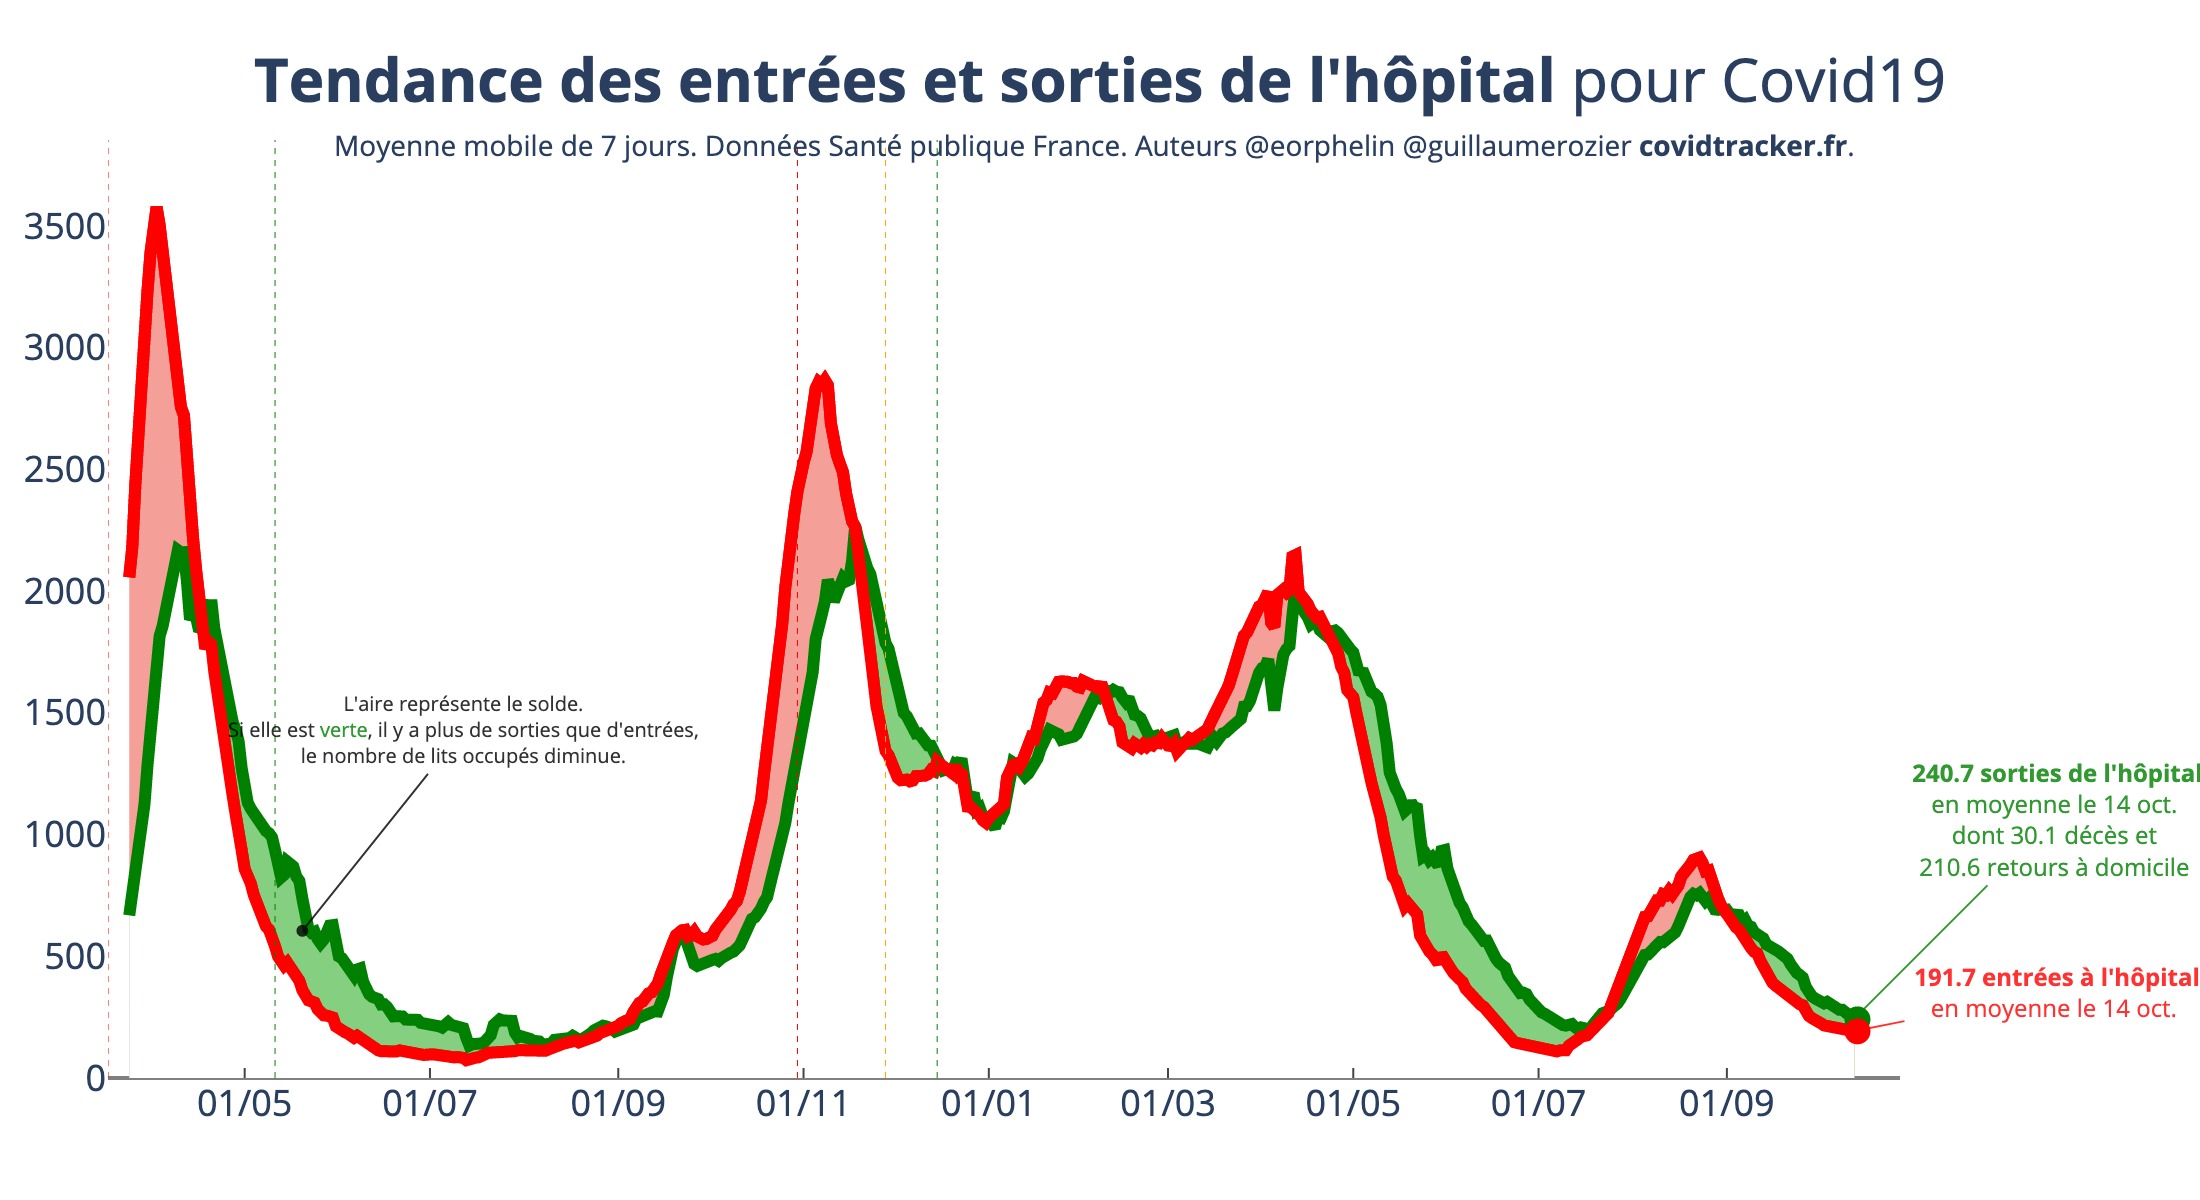 Tendance des entrées et sorties de l'hôpital pour Covid19
Moyenne mobile de 7 jours. Données Santé publique France. Auteurs @eorphelin @guillaumerozier covidtracker.fr.
3500
3000
2500
2000
1500
1000
500
0
L'aire représente le solde.
Si elle est verte, il y a plus de sorties que d'entrées,
le nombre de lits occupés diminue.
240.7 sorties de l'hôpital
en moyenne le 14 oct.
dont 30.1 décès et
210.6 retours à domicile
191.7 entrées à l'hôpital
en moyenne le 14 oct.
01/05 01/07 01/09 01/11 01/01 01/03 01/05 01/07 01/09